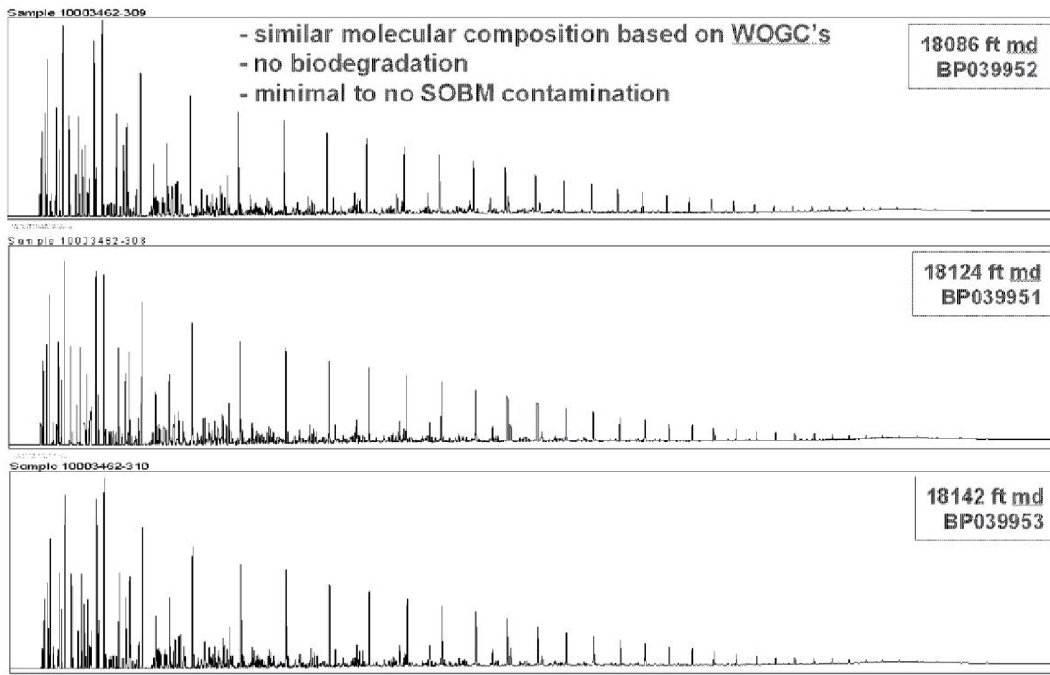 Sample 10003462-309
- similar molecular composition based on WOGC's
- no biodegradation
- minimal to no SOBM contamination
18086 ft md
BP039952
Sample 10003462-308
18124 ft md
BP039951
Sample 10003462-310
18142 ft md
BP039953